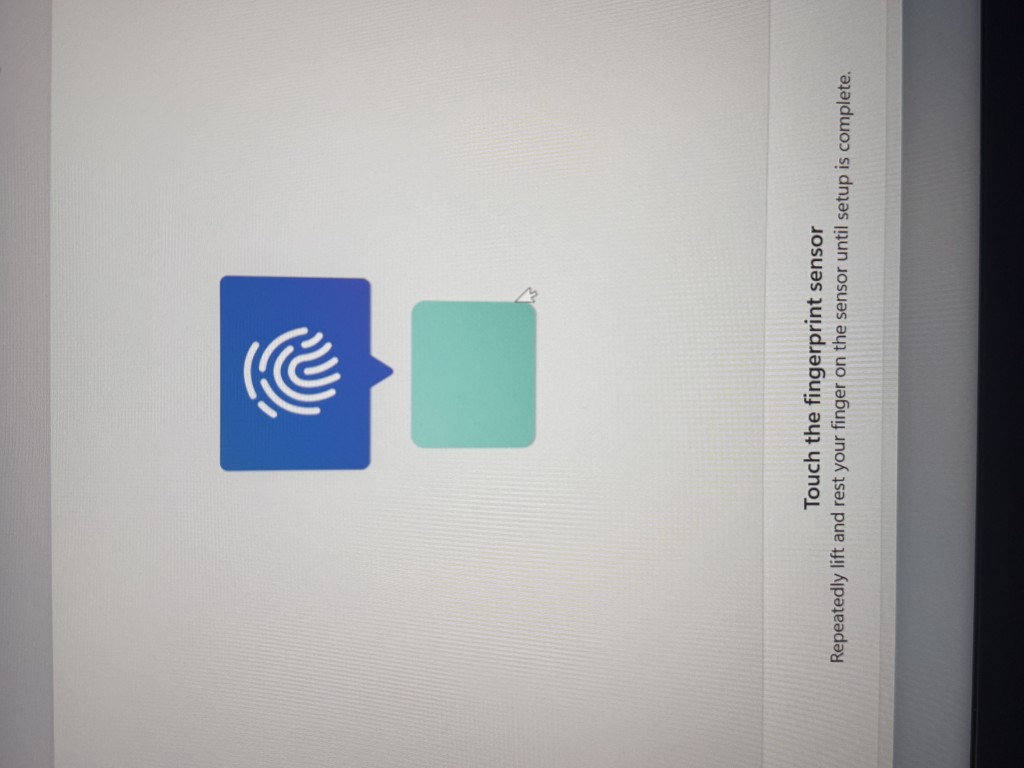 Touch the fingerprint sensor
Repeatedly lift and rest your finger on the sensor until setup is complete.